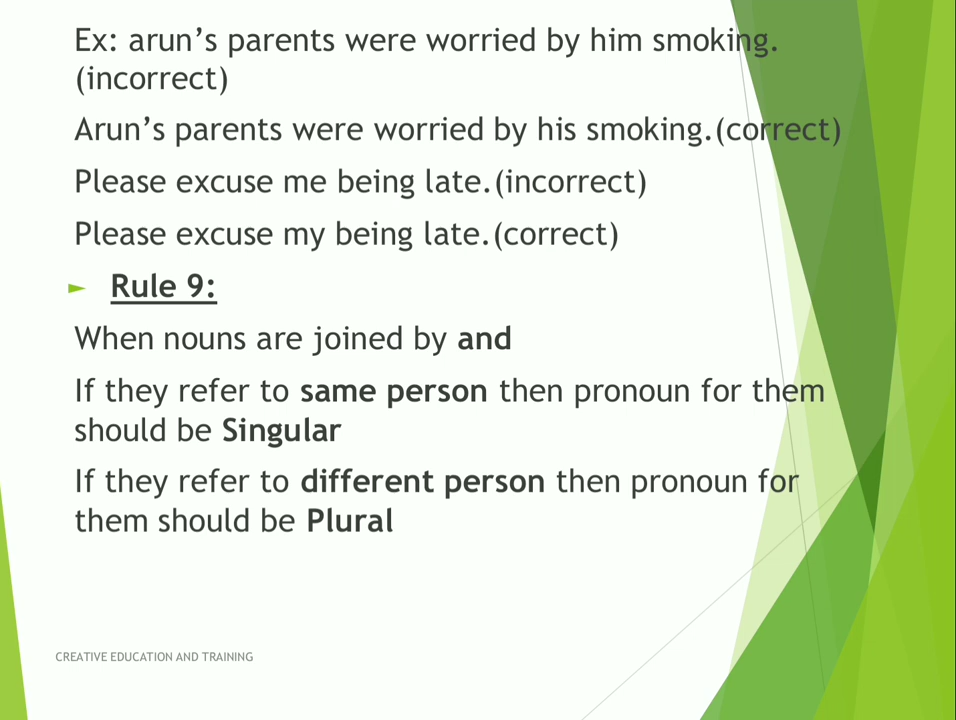 Ex: arun’s parents were worried by him smoking.
(incorrect)
Arun’s parents were worried by his smoking.(correct)
Please excuse me being late.(incorrect)
Please excuse my being late.(correct)
► Rule 9:
When nouns are joined by and
If they refer to same person then pronoun for them
should be Singular
If they refer to different person then pronoun for
them should be Plural
CREATIVE EDUCATION AND TRAINING